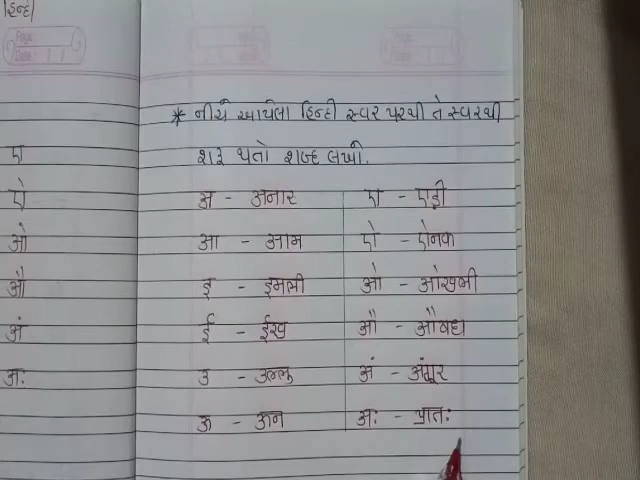 हिन्दी
ए
ऐ
ओ
औ
अं
अः
* નીચે આપેલા હિન્દી સ્વર પરથી તે સ્વરથી
શરૂ થતો શબ્દ લખો.
अ - अनार ए - एड़ी
आ - आम ऐ - ऐनक
इ - इमली ओ - ओखली
ई - ईख औ - औषध
उ - उल्लु अं - अंगूर
ऊ - ऊन अः - प्रातः